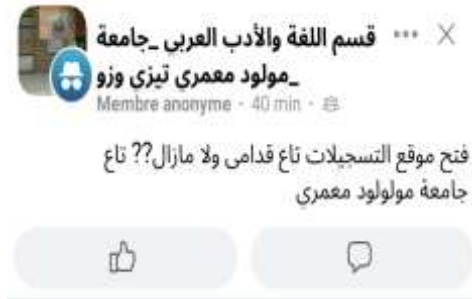 قسم اللغة والأدب العربي _جامعة
_مولود معمري تيزي وزو
Membre anonyme · 40 min ·
فتح موقع التسجيلات تاع قدامى ولا مازال?? تاع
جامعة مولولود معمري